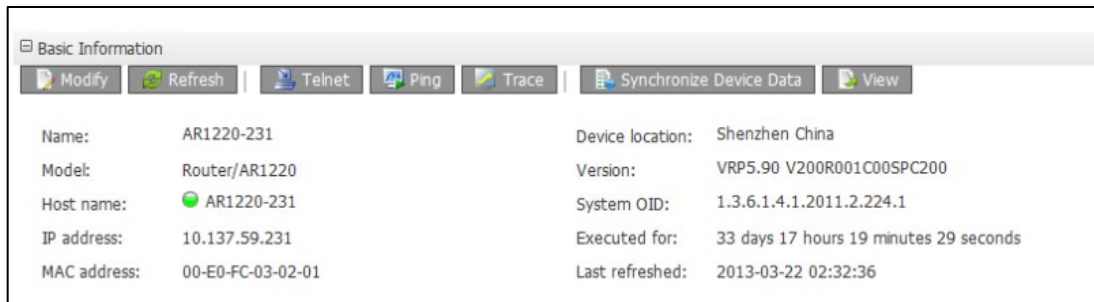 Basic Information
Modify Refresh Telnet Ping Trace Synchronize Device Data View
Name: AR1220-231 Device location: Shenzhen China
Model: Router/AR1220 Version: VRP5.90 V200R001C00SPC200
Host name: AR1220-231 System OID: 1.3.6.1.4.1.2011.2.224.1
IP address: 10.137.59.231 Executed for: 33 days 17 hours 19 minutes 29 seconds
MAC address: 00-E0-FC-03-02-01 Last refreshed: 2013-03-22 02:32:36